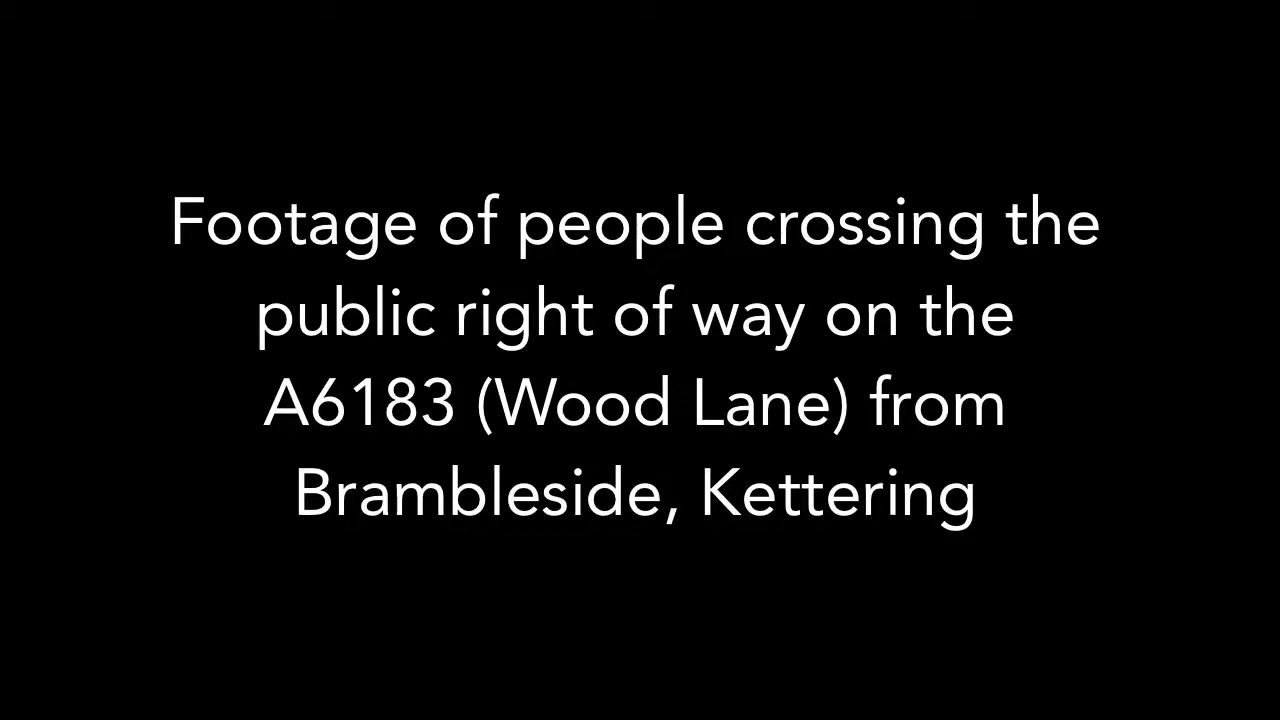 Footage of people crossing the
public right of way on the
A6183 (Wood Lane) from
Brambleside, Kettering